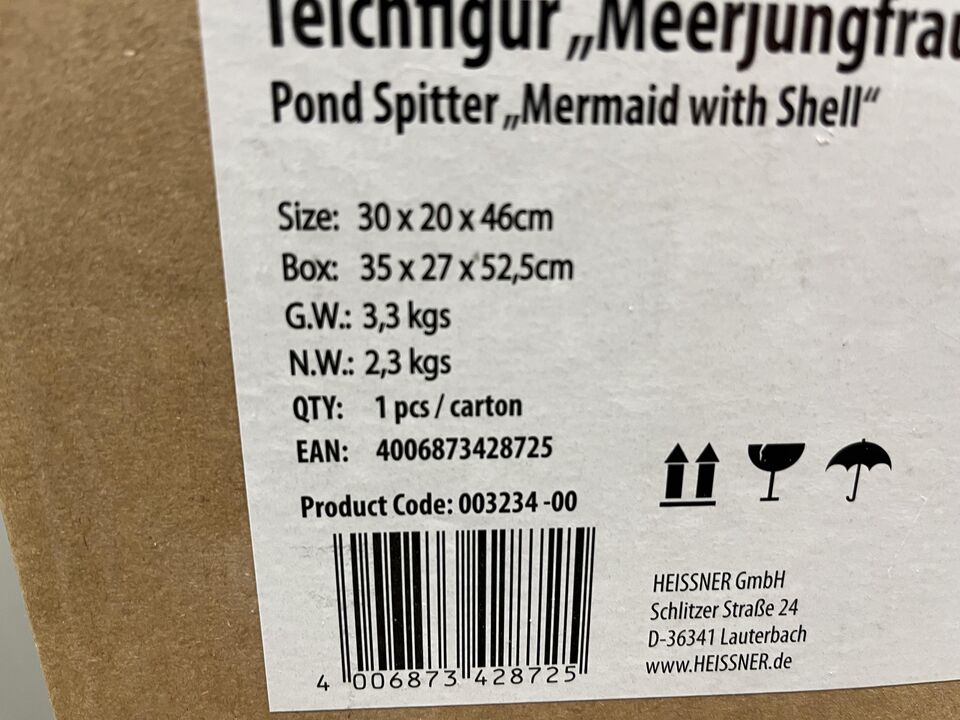 Teichfigur „Meerjungfrau
Pond Spitter „Mermaid with Shell“
Size: 30 x 20 x 46cm
Box: 35 x 27 x 52,5cm
G.W.: 3,3 kgs
N.W.: 2,3 kgs
QTY: 1 pcs / carton
EAN: 4006873428725
Product Code: 003234 -00
4 006873 428725
HEISSNER GmbH
Schlitzer Straße 24
D-36341 Lauterbach
www.HEISSNER.de